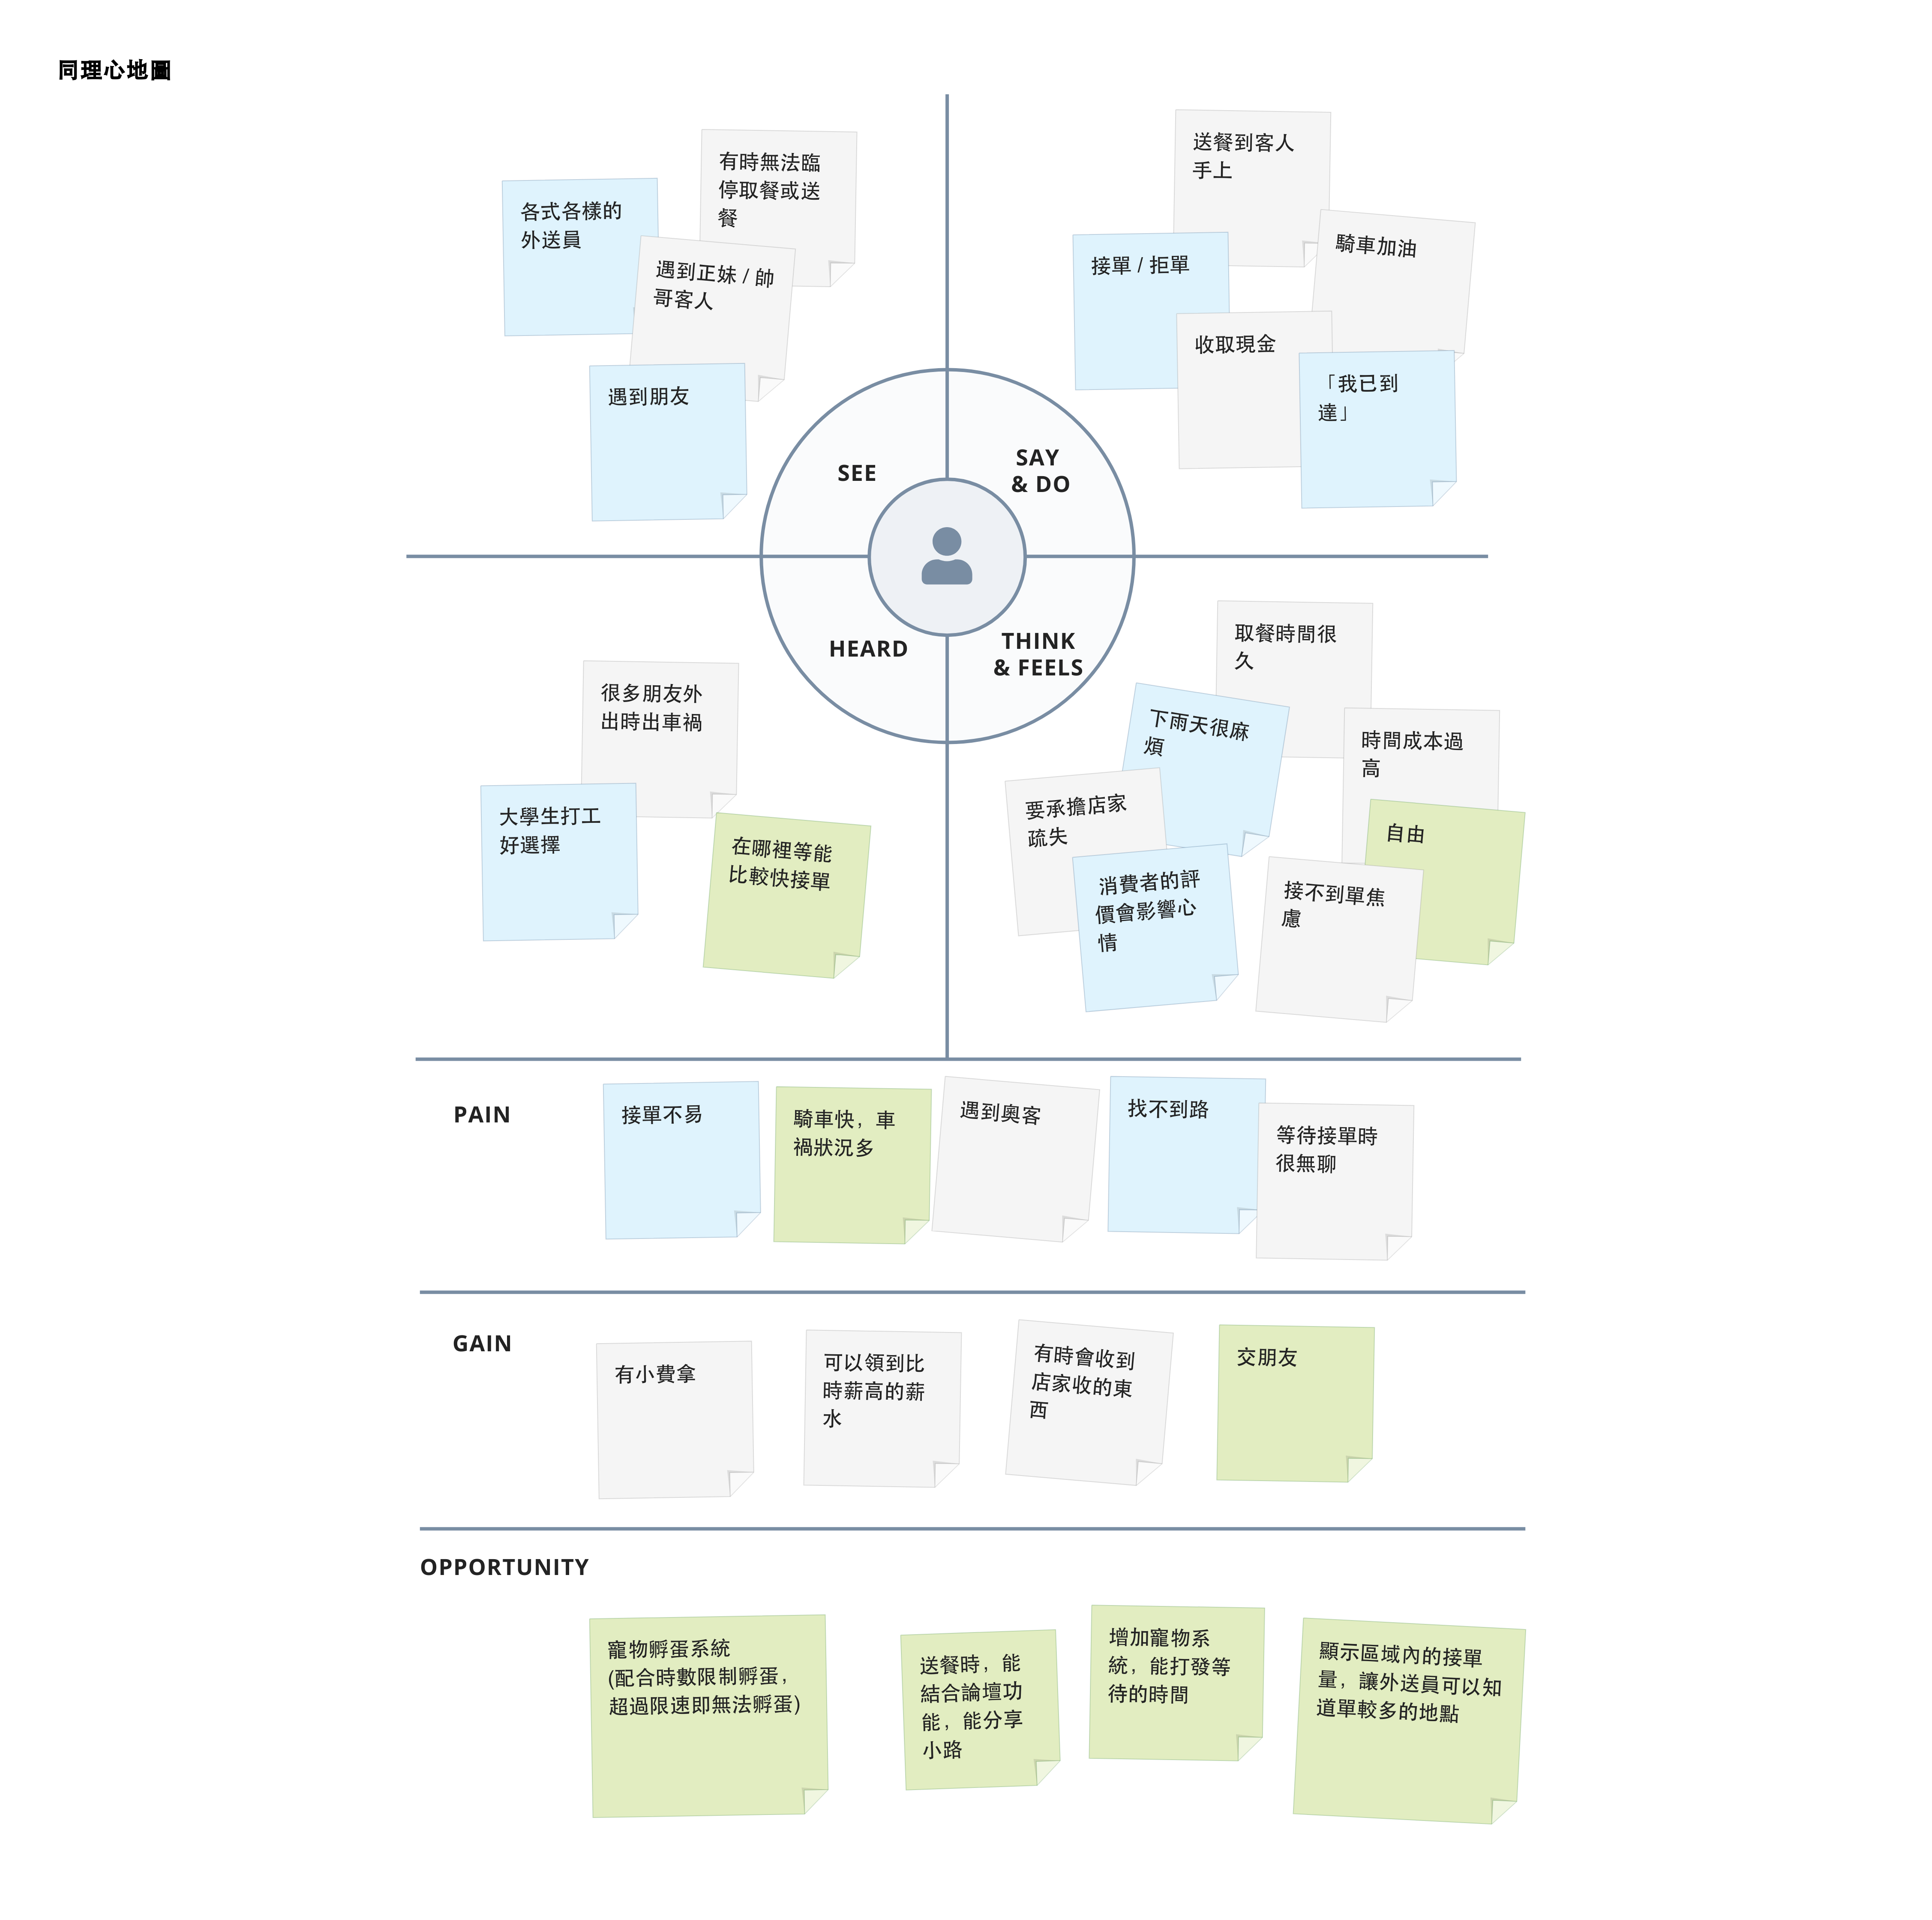 同理心地圖
各式各樣的
外送員
有時無法臨
停取餐或送
餐
遇到正妹 / 帥
哥客人
遇到朋友
送餐到客人
手上
騎車加油
接單 / 拒單
收取現金
「我已到
達」
SEE
SAY
& DO
HEARD
THINK
& FEELS
很多朋友外
出時出車禍
大學生打工
好選擇
在哪裡等能
比較快接單
取餐時間很
久
下雨天很麻
煩
時間成本過
高
要承擔店家
疏失
自由
消費者的評
價會影響心
情
接不到單焦
慮
PAIN
接單不易
騎車快，車
禍狀況多
遇到奧客
找不到路
等待接單時
很無聊
GAIN
有小費拿
可以領到比
時薪高的薪
水
有時會收到
店家收的東
西
交朋友
OPPORTUNITY
寵物孵蛋系統
(配合時數限制孵蛋，
超過限速即無法孵蛋)
送餐時，能
結合論壇功
能，能分享
小路
增加寵物系
統，能打發等
待的時間
顯示區域內的接單
量，讓外送員可以知
道單較多的地點